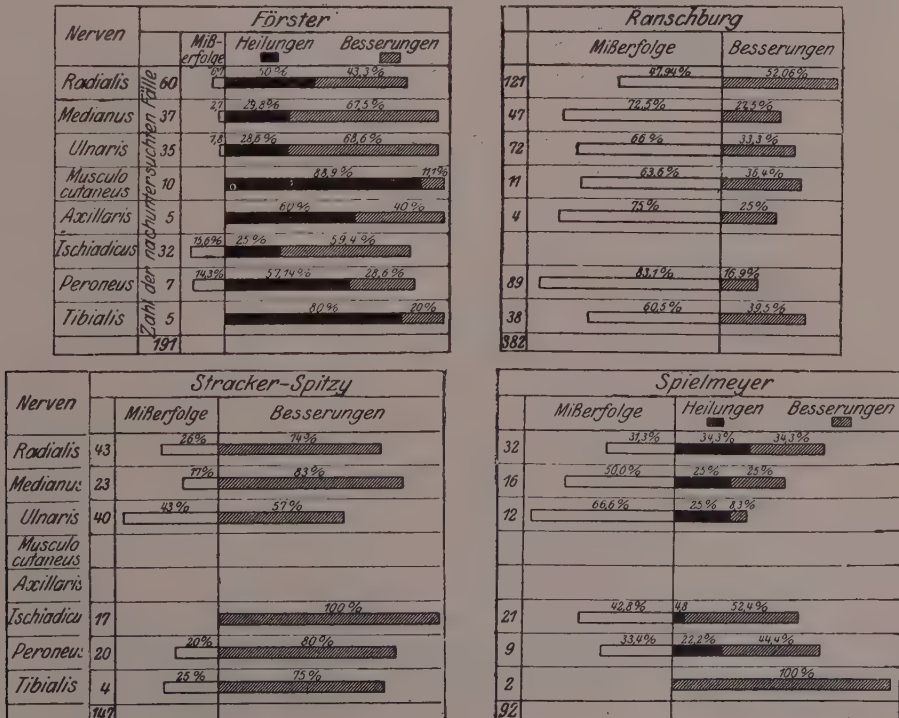 Förster
Nerven
Zahl der nachuntersuchten Fälle
Miß-
erfolge
Heilungen Besserungen
Radialis 60 6,7 50% 43,3%
Medianus 37 2,7 29,8% 67,5%
Ulnaris 35 28,6% 68,6%
Musculo
cutaneus 10 0 88,9% 11,1%
Axillaris 5 60% 40%
Ischiadicus 32 15,6% 25% 59,4%
Peroneus 7 14,3% 57,14% 28,6%
Tibialis 5 80% 20%
191
Ranschburg
Mißerfolge Besserungen
121 47,94% 52,06%
47 72,5% 22,5%
72 66% 33,3%
11 63,6% 36,4%
4 75% 25%
89 83,1% 16,9%
38 60,5% 39,5%
382
Stracker-Spitzy
Nerven
Mißerfolge Besserungen
Radialis 43 26% 74%
Medianus 23 17% 83%
Ulnaris 40 43% 57%
Musculo
cutaneus
Axillaris
Ischiadicu 17 100%
Peroneu 20 20% 80%
Tibialis 4 25% 75%
147
Spielmeyer
Mißerfolge Heilungen Besserungen
32 31,3% 34,3% 34,3%
16 50,0% 25% 25%
12 66,6% 25% 8,3%
21 42,8% 4,8 52,4%
9 33,4% 22,2% 44,4%
2 100%
92